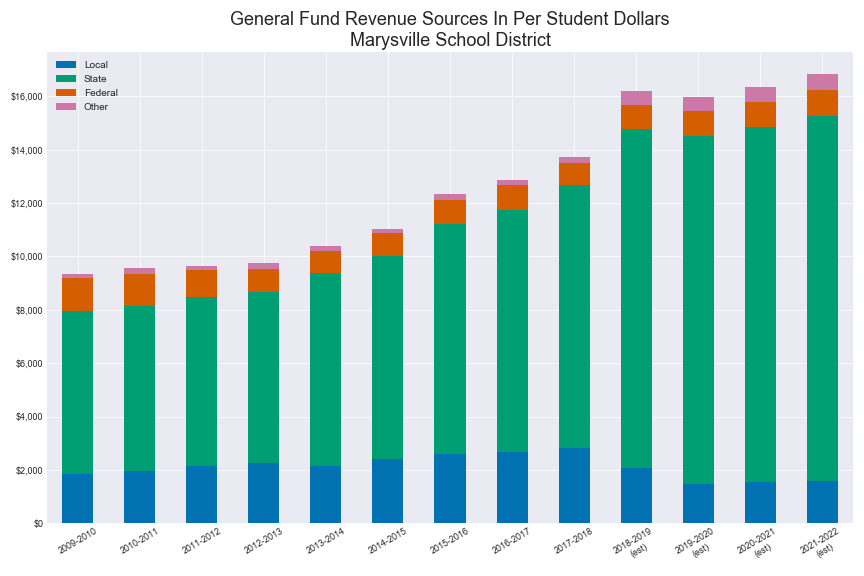 General Fund Revenue Sources In Per Student Dollars
Marysville School District
Local
State
Federal
Other
$16,000
$14,000
$12,000
$10,000
$8,000
$6,000
$4,000
$2,000
$0
2009-2010
2010-2011
2011-2012
2012-2013
2013-2014
2014-2015
2015-2016
2016-2017
2017-2018
2018-2019
(est)
2019-2020
(est)
2020-2021
(est)
2021-2022
(est)